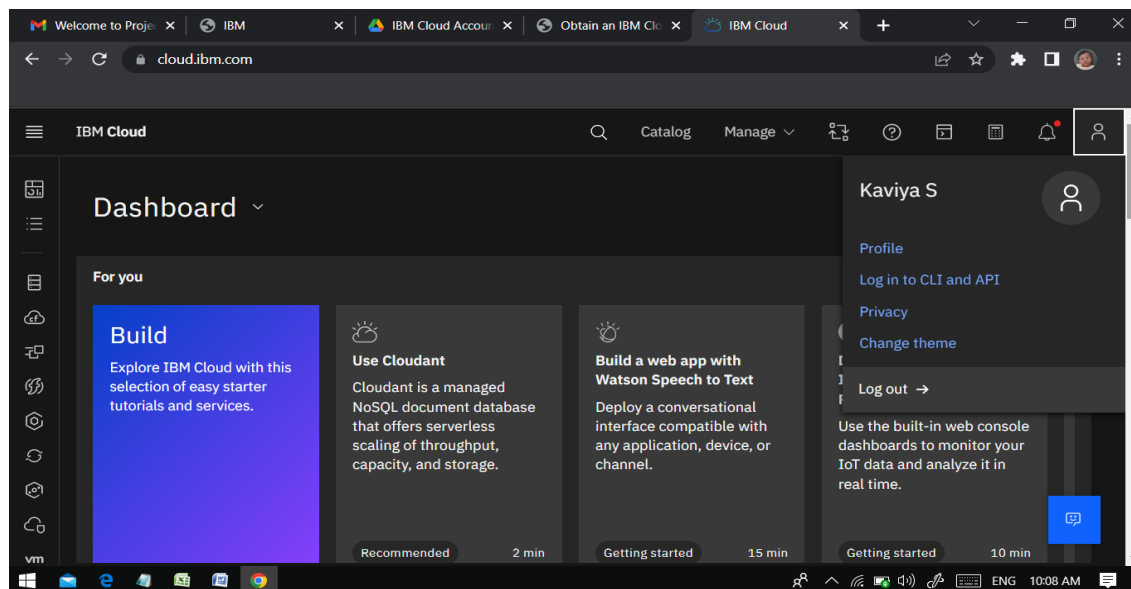 Welcome to Proje
IBM
IBM Cloud Accoun
Obtain an IBM Clo
IBM Cloud
cloud.ibm.com
IBM Cloud
Catalog
Manage
Dashboard
Kaviya S
Profile
Log in to CLI and API
Privacy
Change theme
Log out →
For you
Build
Explore IBM Cloud with this
selection of easy starter
tutorials and services.
Use Cloudant
Cloudant is a managed
NoSQL document database
that offers serverless
scaling of throughput,
capacity, and storage.
Recommended
2 min
Build a web app with
Watson Speech to Text
Deploy a conversational
interface compatible with
any application, device, or
channel.
Getting started
15 min
Use the built-in web console
dashboards to monitor your
IoT data and analyze it in
real time.
Getting started
10 min
vm
ENG
10:08 AM